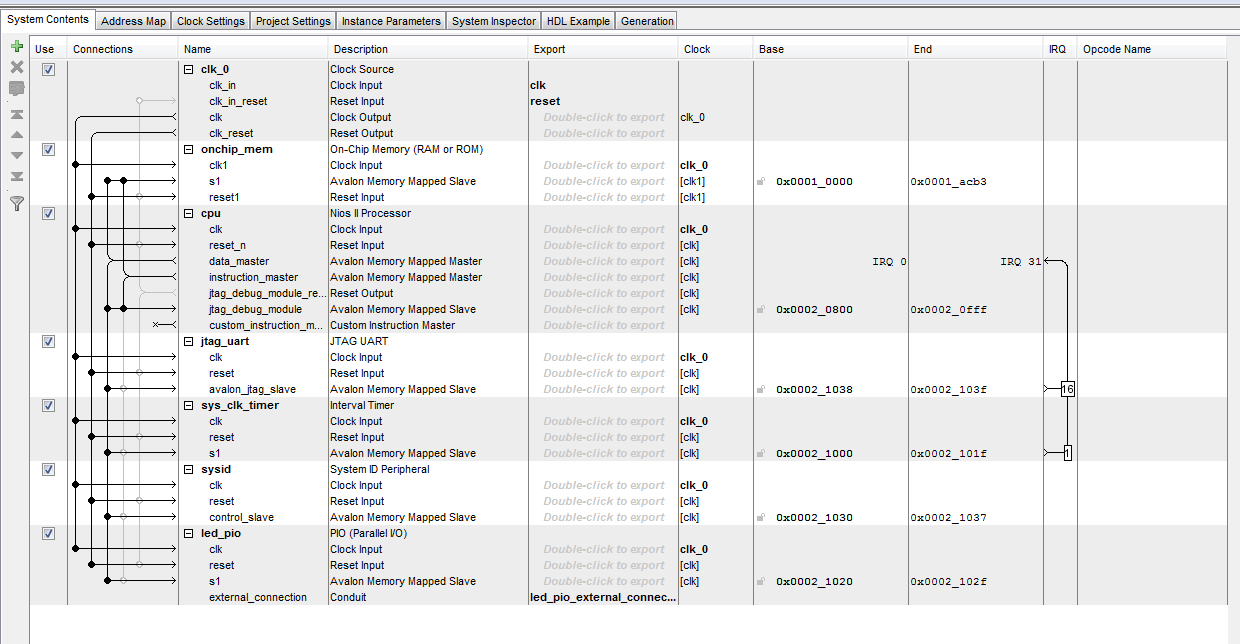 System Contents Address Map Clock Settings Project Settings Instance Parameters System Inspector HDL Example Generation
Use Connections Name Description Export Clock Base End IRQ Opcode Name
clk_0 Clock Source
clk_in Clock Input clk
clk_in_reset Reset Input reset
clk Clock Output Double-click to export clk_0
clk_reset Reset Output Double-click to export
onchip_mem On-Chip Memory (RAM or ROM)
clk1 Clock Input Double-click to export clk_0
s1 Avalon Memory Mapped Slave Double-click to export [clk1] 0x0001_0000 0x0001_acb3
reset1 Reset Input Double-click to export [clk1]
cpu Nios II Processor
clk Clock Input Double-click to export clk_0
reset_n Reset Input Double-click to export [clk]
data_master Avalon Memory Mapped Master Double-click to export [clk] IRQ 0 IRQ 31
instruction_master Avalon Memory Mapped Master Double-click to export [clk]
jtag_debug_module_re... Reset Output Double-click to export [clk]
jtag_debug_module Avalon Memory Mapped Slave Double-click to export [clk] 0x0002_0800 0x0002_0fff
custom_instruction_m... Custom Instruction Master Double-click to export
jtag_uart JTAG UART
clk Clock Input Double-click to export clk_0
reset Reset Input Double-click to export [clk]
avalon_jtag_slave Avalon Memory Mapped Slave Double-click to export [clk] 0x0002_1038 0x0002_103f 16
sys_clk_timer Interval Timer
clk Clock Input Double-click to export clk_0
reset Reset Input Double-click to export [clk]
s1 Avalon Memory Mapped Slave Double-click to export [clk] 0x0002_1000 0x0002_101f 1
sysid System ID Peripheral
clk Clock Input Double-click to export clk_0
reset Reset Input Double-click to export [clk]
control_slave Avalon Memory Mapped Slave Double-click to export [clk] 0x0002_1030 0x0002_1037
led_pio PIO (Parallel I/O)
clk Clock Input Double-click to export clk_0
reset Reset Input Double-click to export [clk]
s1 Avalon Memory Mapped Slave Double-click to export [clk] 0x0002_1020 0x0002_102f
external_connection Conduit led_pio_external_connec...